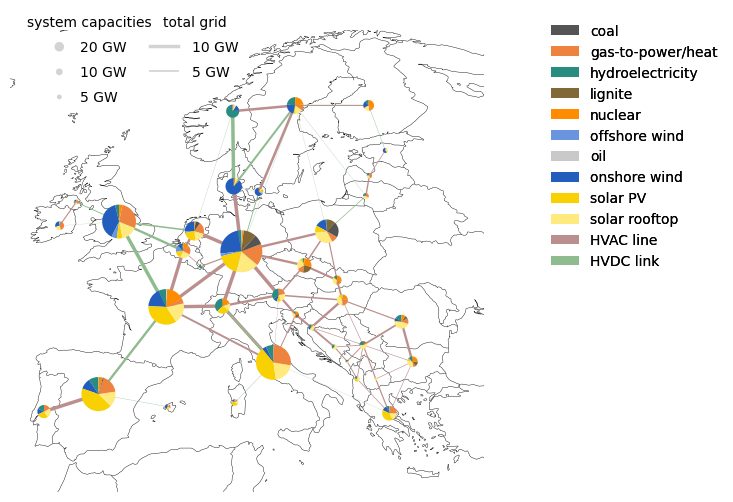 system capacities total grid
20 GW 10 GW
10 GW 5 GW
5 GW
coal
gas-to-power/heat
hydroelectricity
lignite
nuclear
offshore wind
oil
onshore wind
solar PV
solar rooftop
HVAC line
HVDC link